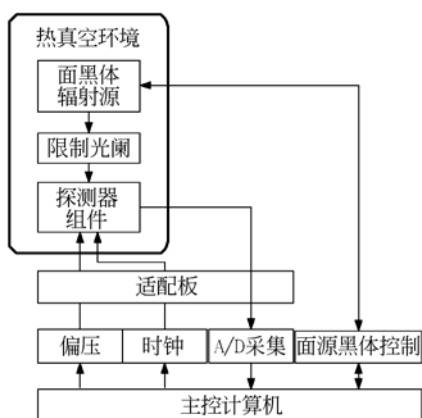 热真空环境
面黑体
辐射源
限制光阑
探测器
组件
适配板
偏压
时钟
A/D采集
面源黑体控制
主控计算机